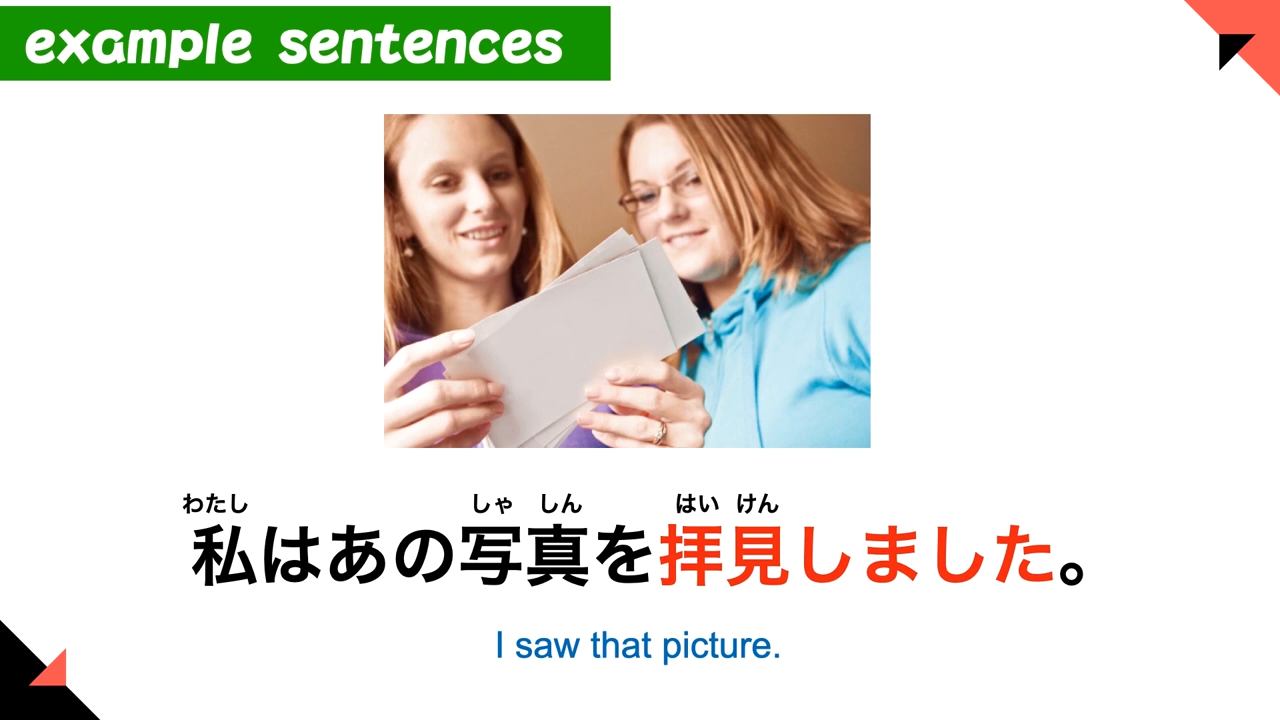 example sentences
わたし しゃ しん はい けん
私はあの写真を拝見しました。
I saw that picture.